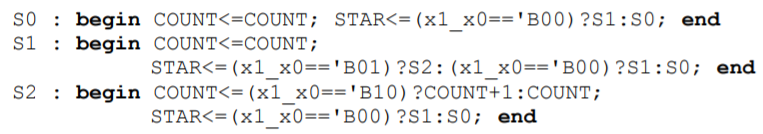 S0 : begin COUNT<=COUNT; STAR<=(x1_x0=='B00)?S1:S0; end
S1 : begin COUNT<=COUNT;
STAR<=(x1_x0=='B01)?S2:(x1_x0=='B00)?S1:S0; end
S2 : begin COUNT<=(x1_x0=='B10)?COUNT+1:COUNT;
STAR<=(x1_x0=='B00)?S1:S0; end